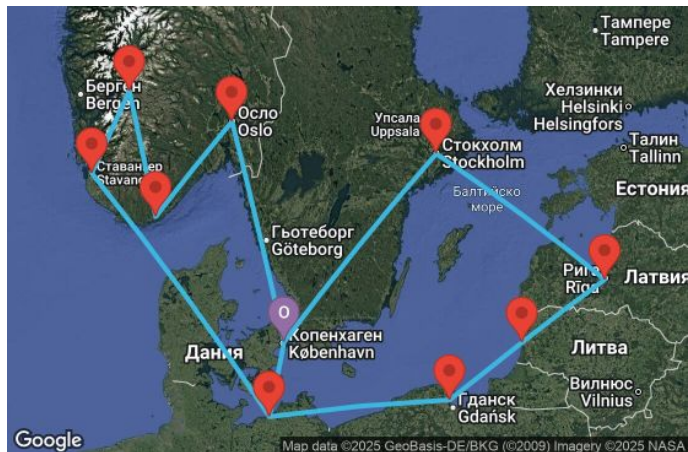 Тампере
Tampere
Берген
Bergen
Хелзинки
Helsinki
Helsingfors
Осло
Oslo
Упсала
Uppsala
Стокхолм
Stockholm
Талин
Tallinn
Ставангер
Балтийско
море
Естония
Гьотеборг
Göteborg
Рига
Rīga
Латвия
O
Копенхаген
København
Дания
Литва
Вилнюс
Vilnius
Гданск
Gdańsk
Google
Map data ©2025 GeoBasis-DE/BKG (©2009) Imagery ©2025 NASA